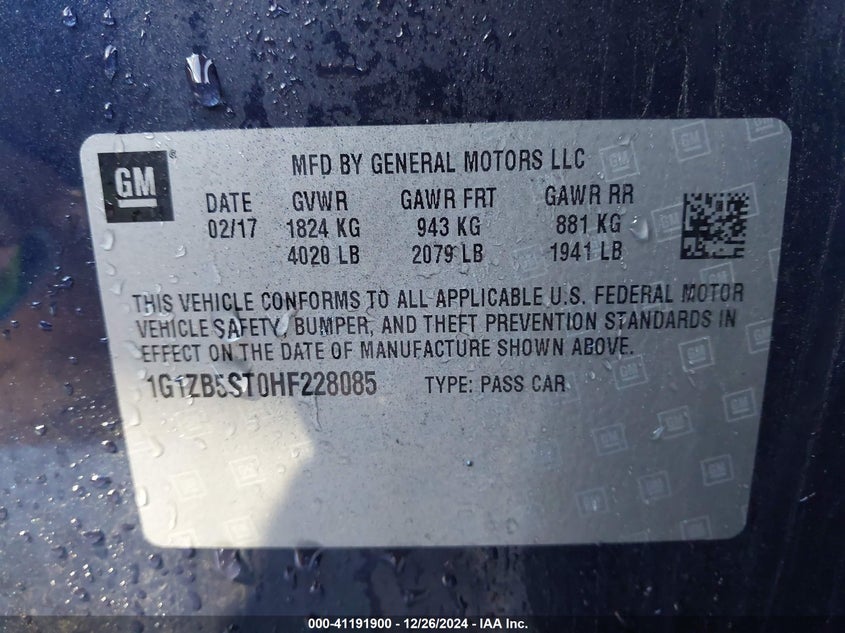 GM ®
MFD BY GENERAL MOTORS LLC
DATE GVWR GAWR FRT GAWR RR
02/17 1824 KG 943 KG 881 KG
4020 LB 2079 LB 1941 LB
THIS VEHICLE CONFORMS TO ALL APPLICABLE U.S. FEDERAL MOTOR
VEHICLE SAFETY, BUMPER, AND THEFT PREVENTION STANDARDS IN
EFFECT ON THE DATE OF MANUFACTURE SHOWN ABOVE.
1G1ZB5ST0HF228085 TYPE: PASS CAR
000-41191900 - 12/26/2024 - IAA Inc.